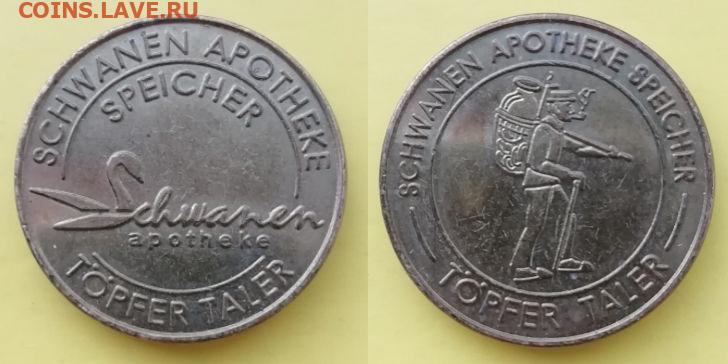 COINS.LAVE.RU
SCHWANEN APOTHEKE
SPEICHER
Schwanen
apotheke
TÖPFER TALER
SCHWANEN APOTHEKE SPEICHER
TÖPFER TALER